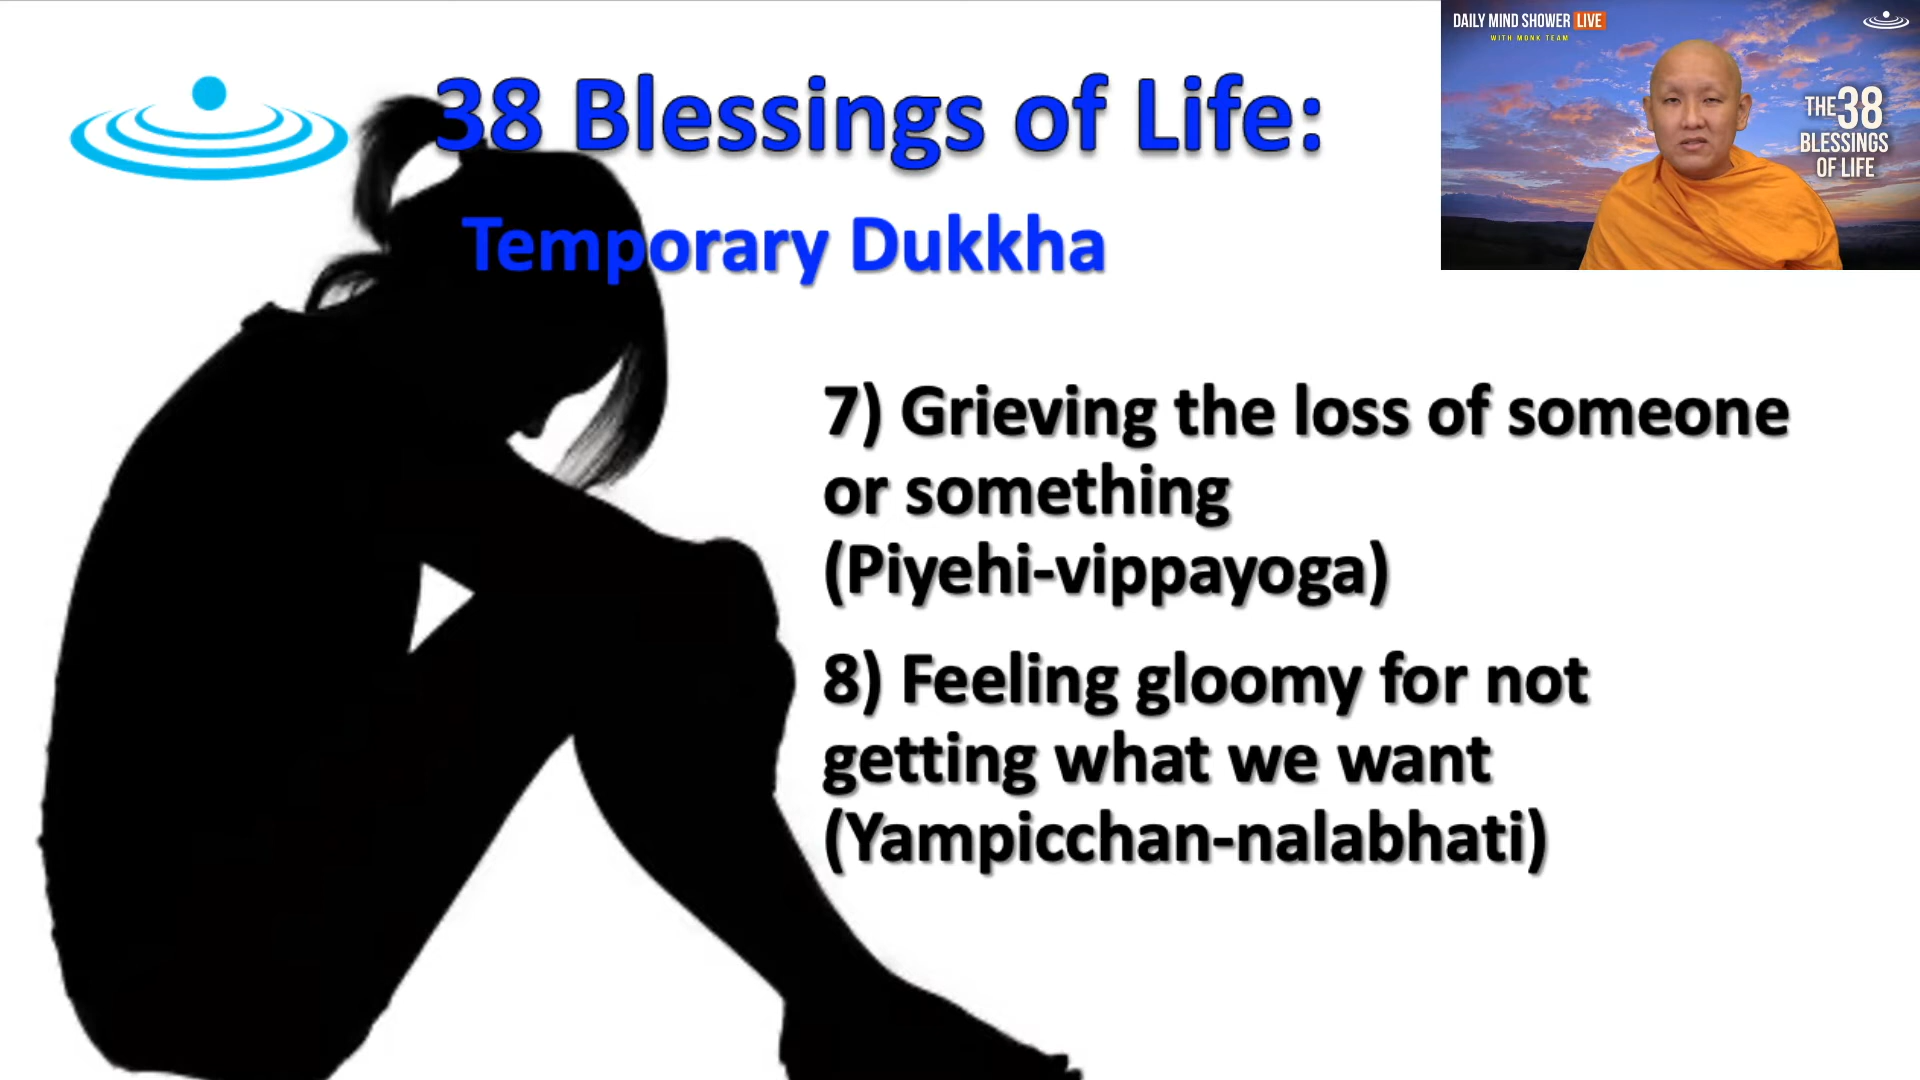 38 Blessings of Life:
Temporary Dukkha
7) Grieving the loss of someone
or something
(Piyehi-vippayoga)
8) Feeling gloomy for not
getting what we want
(Yampicchan-nalabhati)
DAILY MIND SHOWER LIVE
WITH MONK TEAM
THE 38
BLESSINGS
OF LIFE